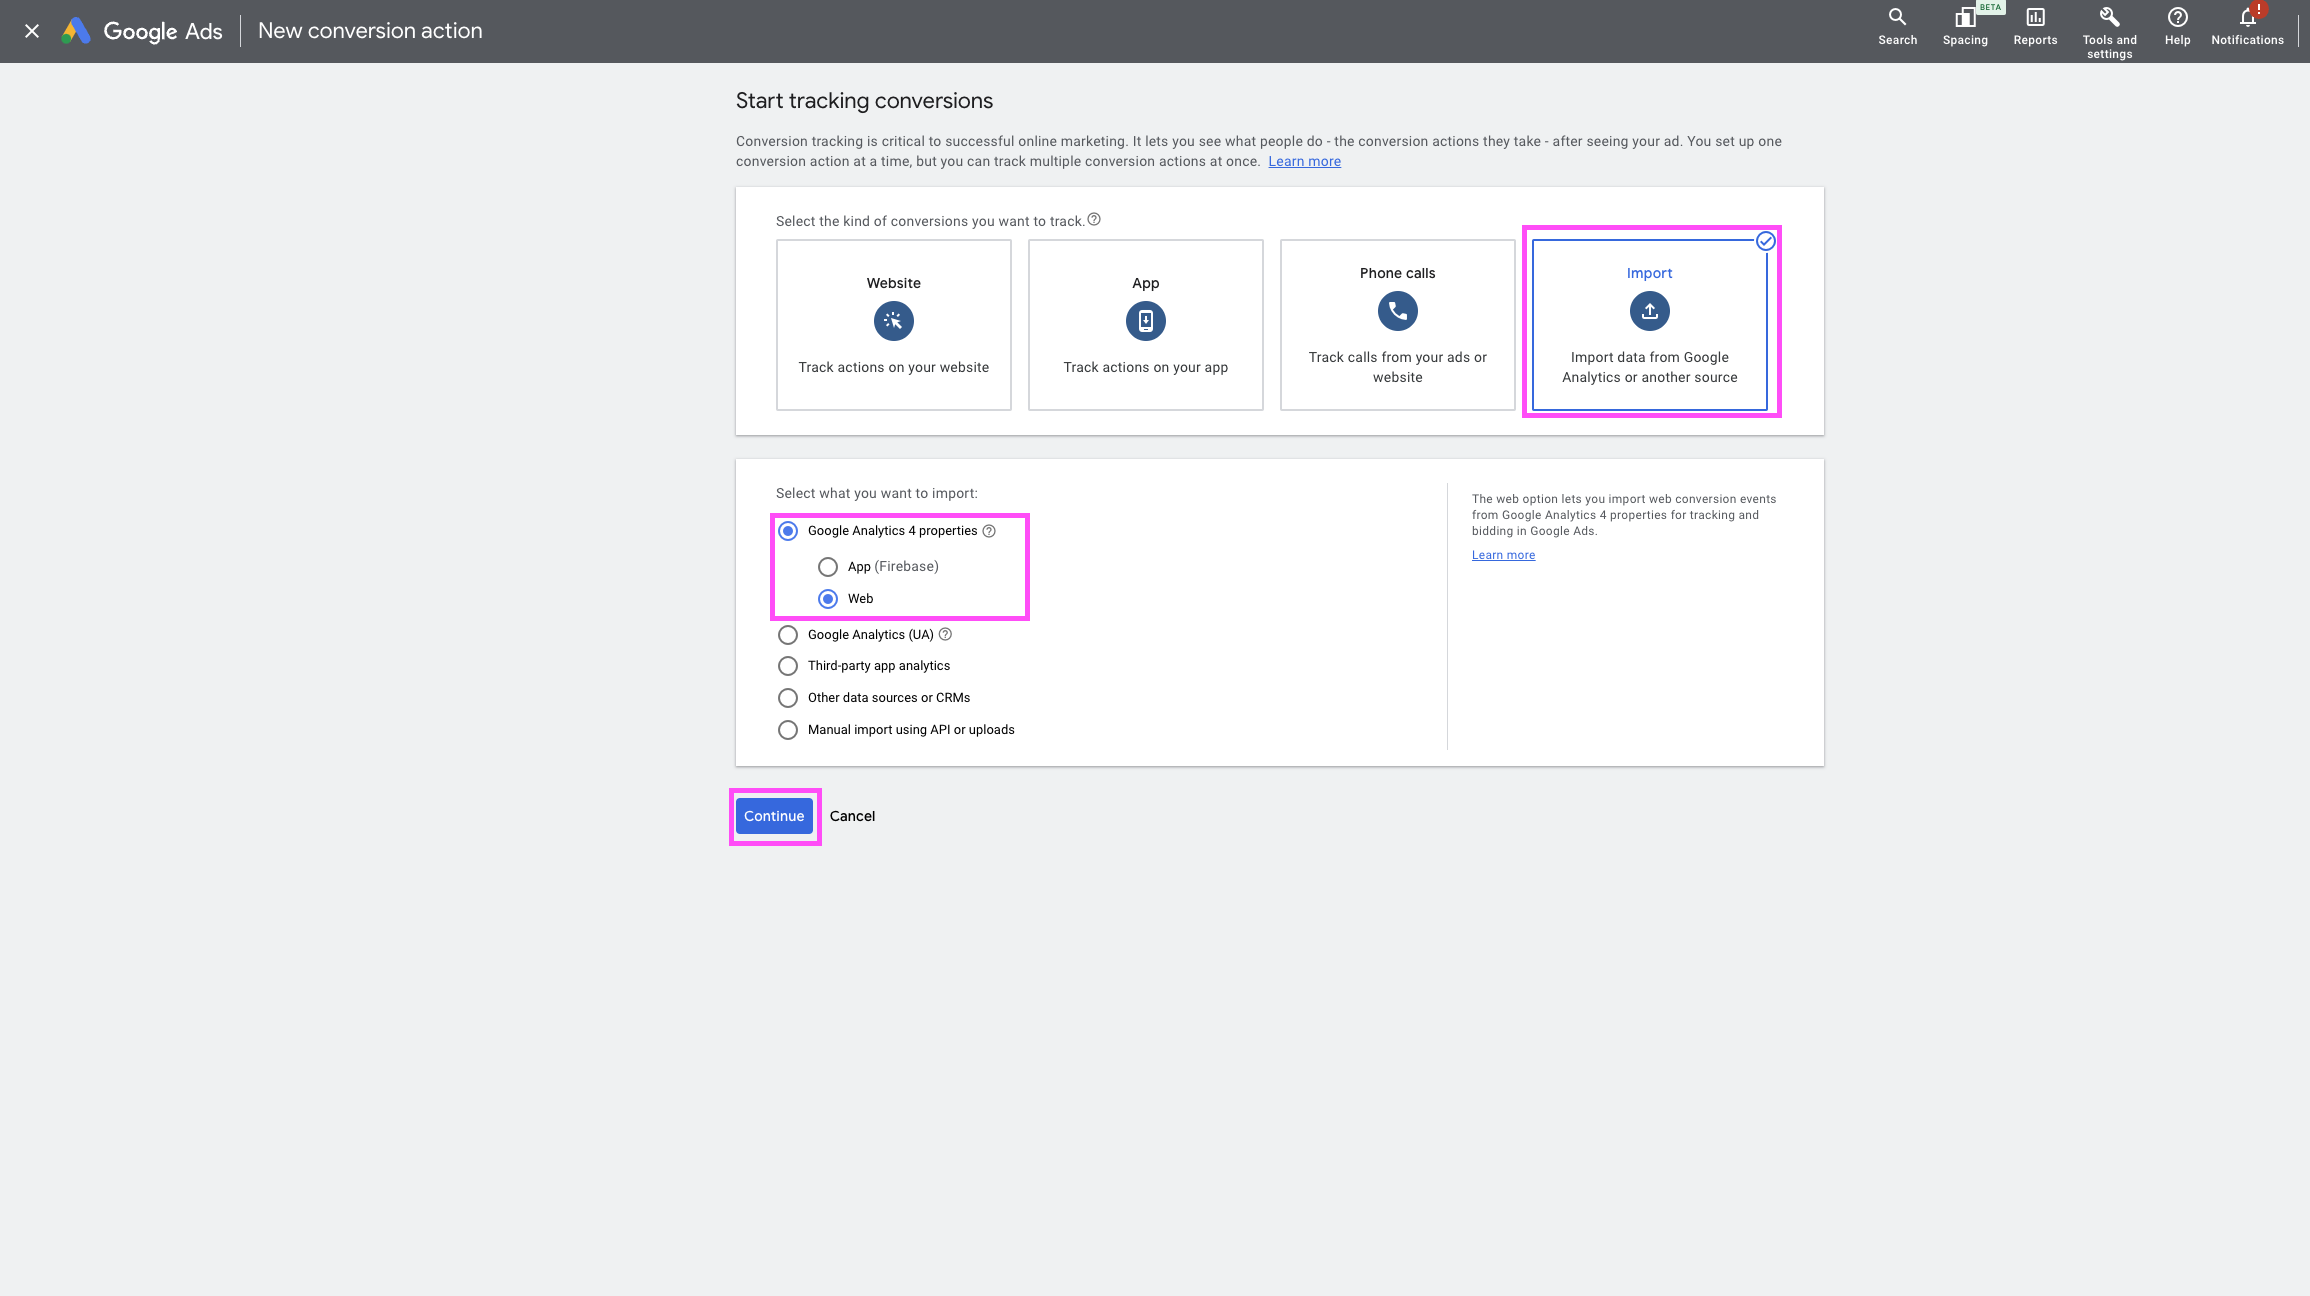 Google Ads
New conversion action
Search
BETA
Spacing
Reports
Tools and
settings
Help
!
Notifications
Start tracking conversions
Conversion tracking is critical to successful online marketing. It lets you see what people do - the conversion actions they take - after seeing your ad. You set up one
conversion action at a time, but you can track multiple conversion actions at once. Learn more
Select the kind of conversions you want to track.
Website
Track actions on your website
App
Track actions on your app
Phone calls
Track calls from your ads or
website
Import
Import data from Google
Analytics or another source
Select what you want to import:
Google Analytics 4 properties
App (Firebase)
Web
Google Analytics (UA)
Third-party app analytics
Other data sources or CRMs
Manual import using API or uploads
The web option lets you import web conversion events
from Google Analytics 4 properties for tracking and
bidding in Google Ads.
Learn more
Continue
Cancel